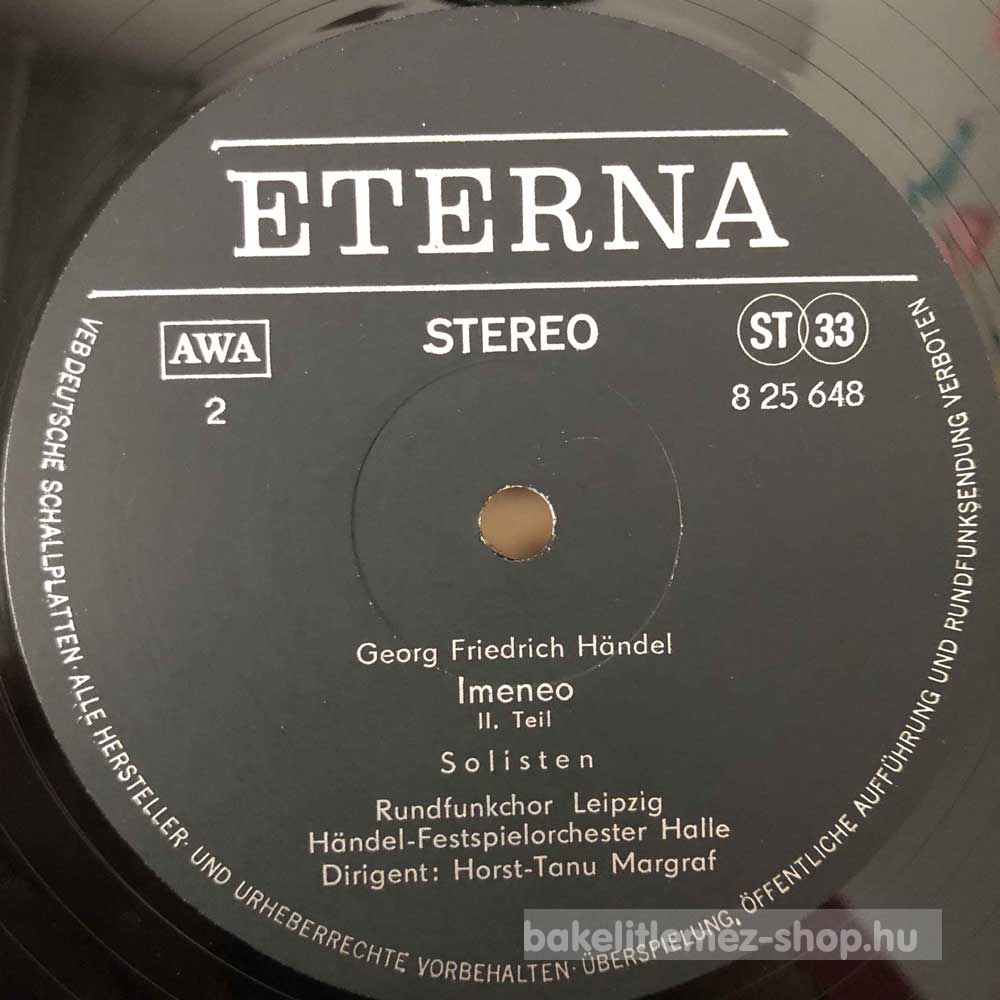 ETERNA
AWA
STEREO
ST 33
2
8 25 648
Georg Friedrich Händel
Imeneo
II. Teil
Solisten
Rundfunkchor Leipzig
Händel-Festspielorchester Halle
Dirigent: Horst-Tanu Margraf
VEB DEUTSCHE SCHALLPLATTEN · ALLE HERSTELLER- UND URHEBERRECHTE VORBEHALTEN · ÜBERSPIELUNG, ÖFFENTLICHE AUFFÜHRUNG UND RUNDFUNKSENDUNG VERBOTEN
bakelitlemez-shop.hu